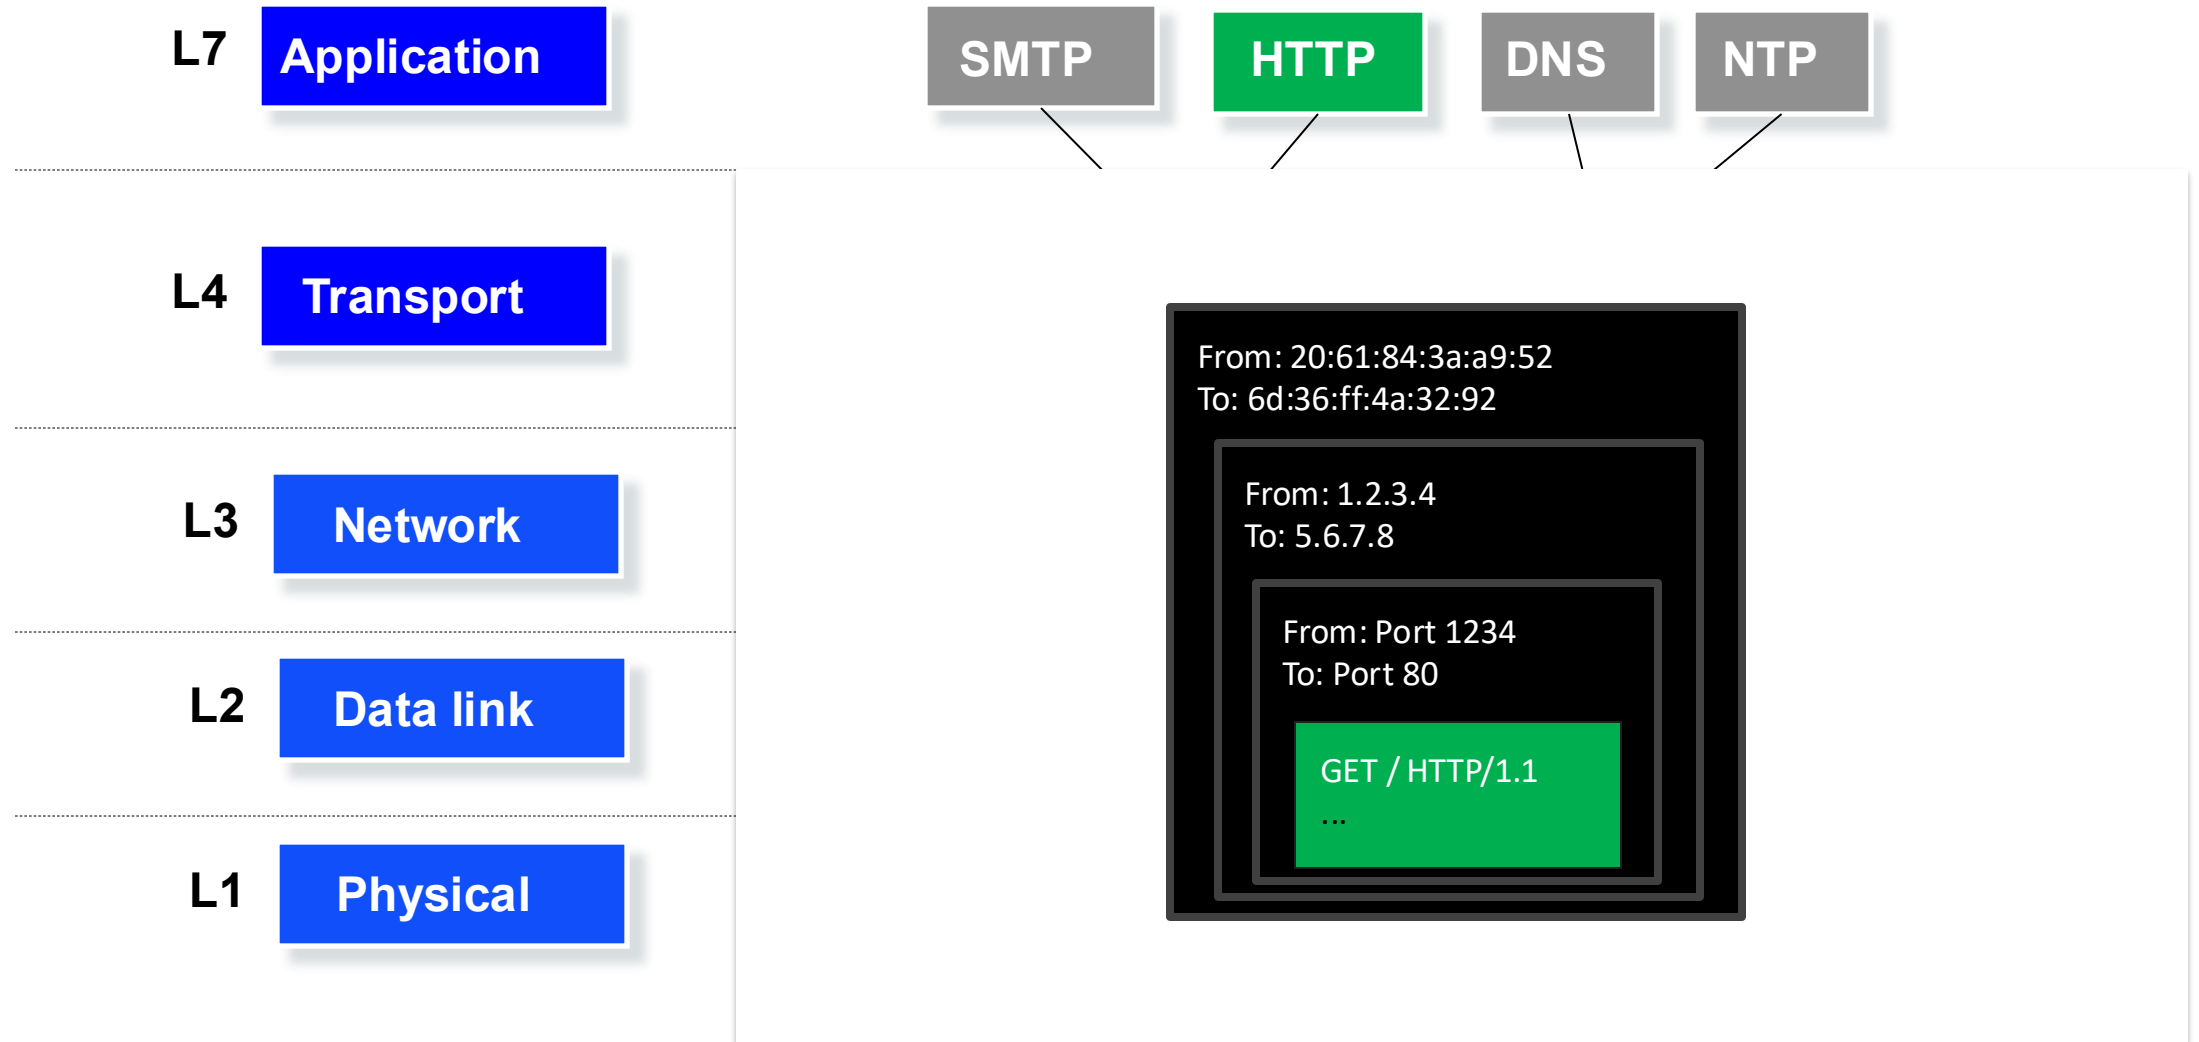 L7 Application SMTP HTTP DNS NTP
L4 Transport
From: 20:61:84:3a:a9:52
To: 6d:36:ff:4a:32:92
L3 Network
From: 1.2.3.4
To: 5.6.7.8
From: Port 1234
To: Port 80
L2 Data link
GET / HTTP/1.1
...
L1 Physical